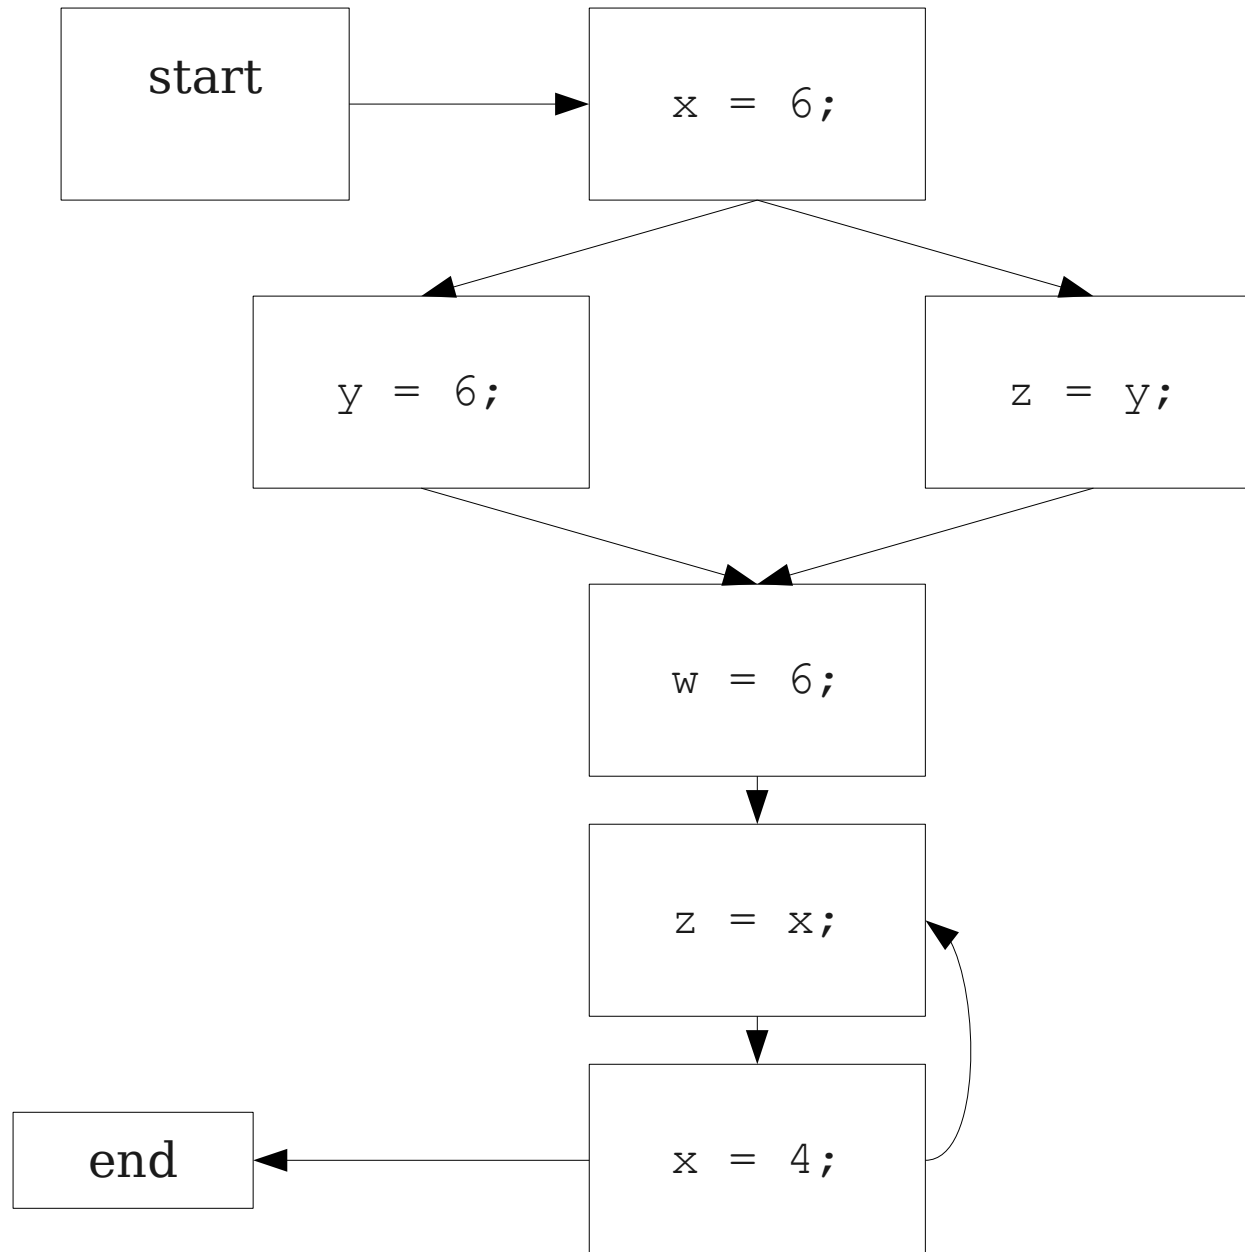 start
x = 6;
y = 6;
z = y;
w = 6;
z = x;
x = 4;
end